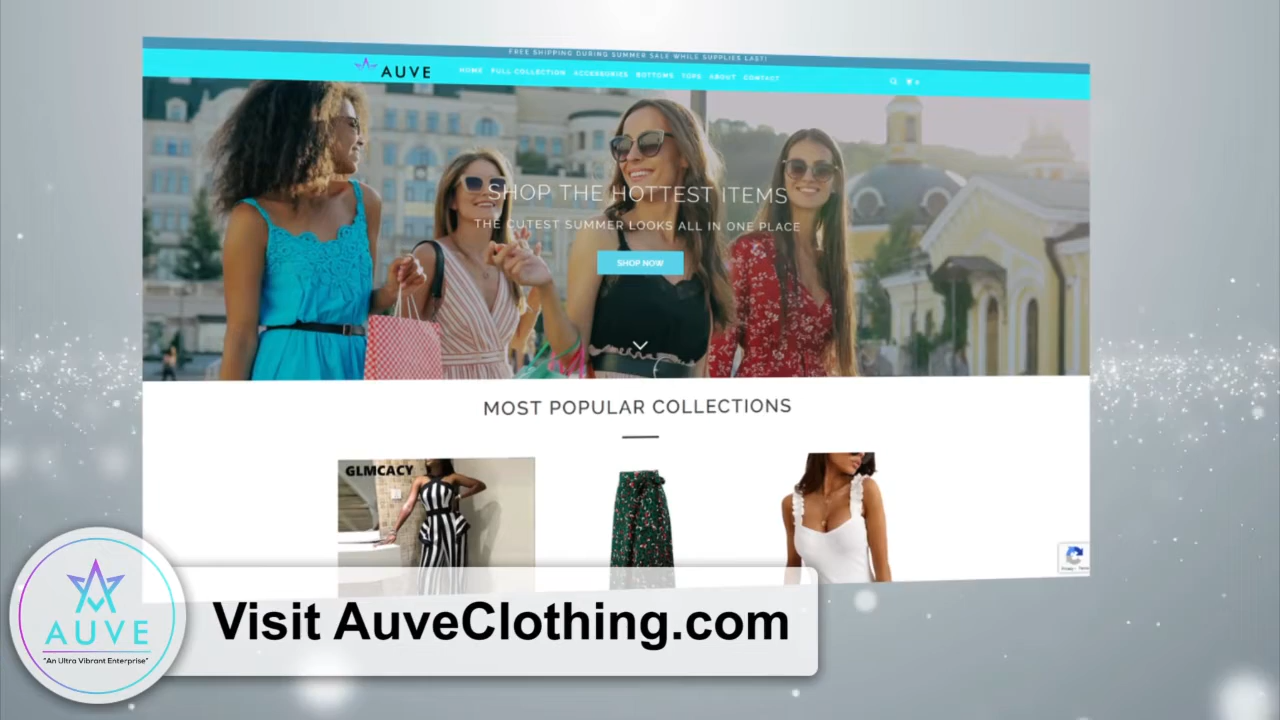 FREE SHIPPING DURING SUMMER SALE WHILE SUPPLIES LAST!
AUVE HOME FULL COLLECTION ACCESSORIES BOTTOMS TOPS ABOUT CONTACT
SHOP THE HOTTEST ITEMS
THE CUTEST SUMMER LOOKS ALL IN ONE PLACE
SHOP NOW
MOST POPULAR COLLECTIONS
GLMCACY
Privacy - Terms
Visit AuveClothing.com
AUVE
"An Ultra Vibrant Enterprise"